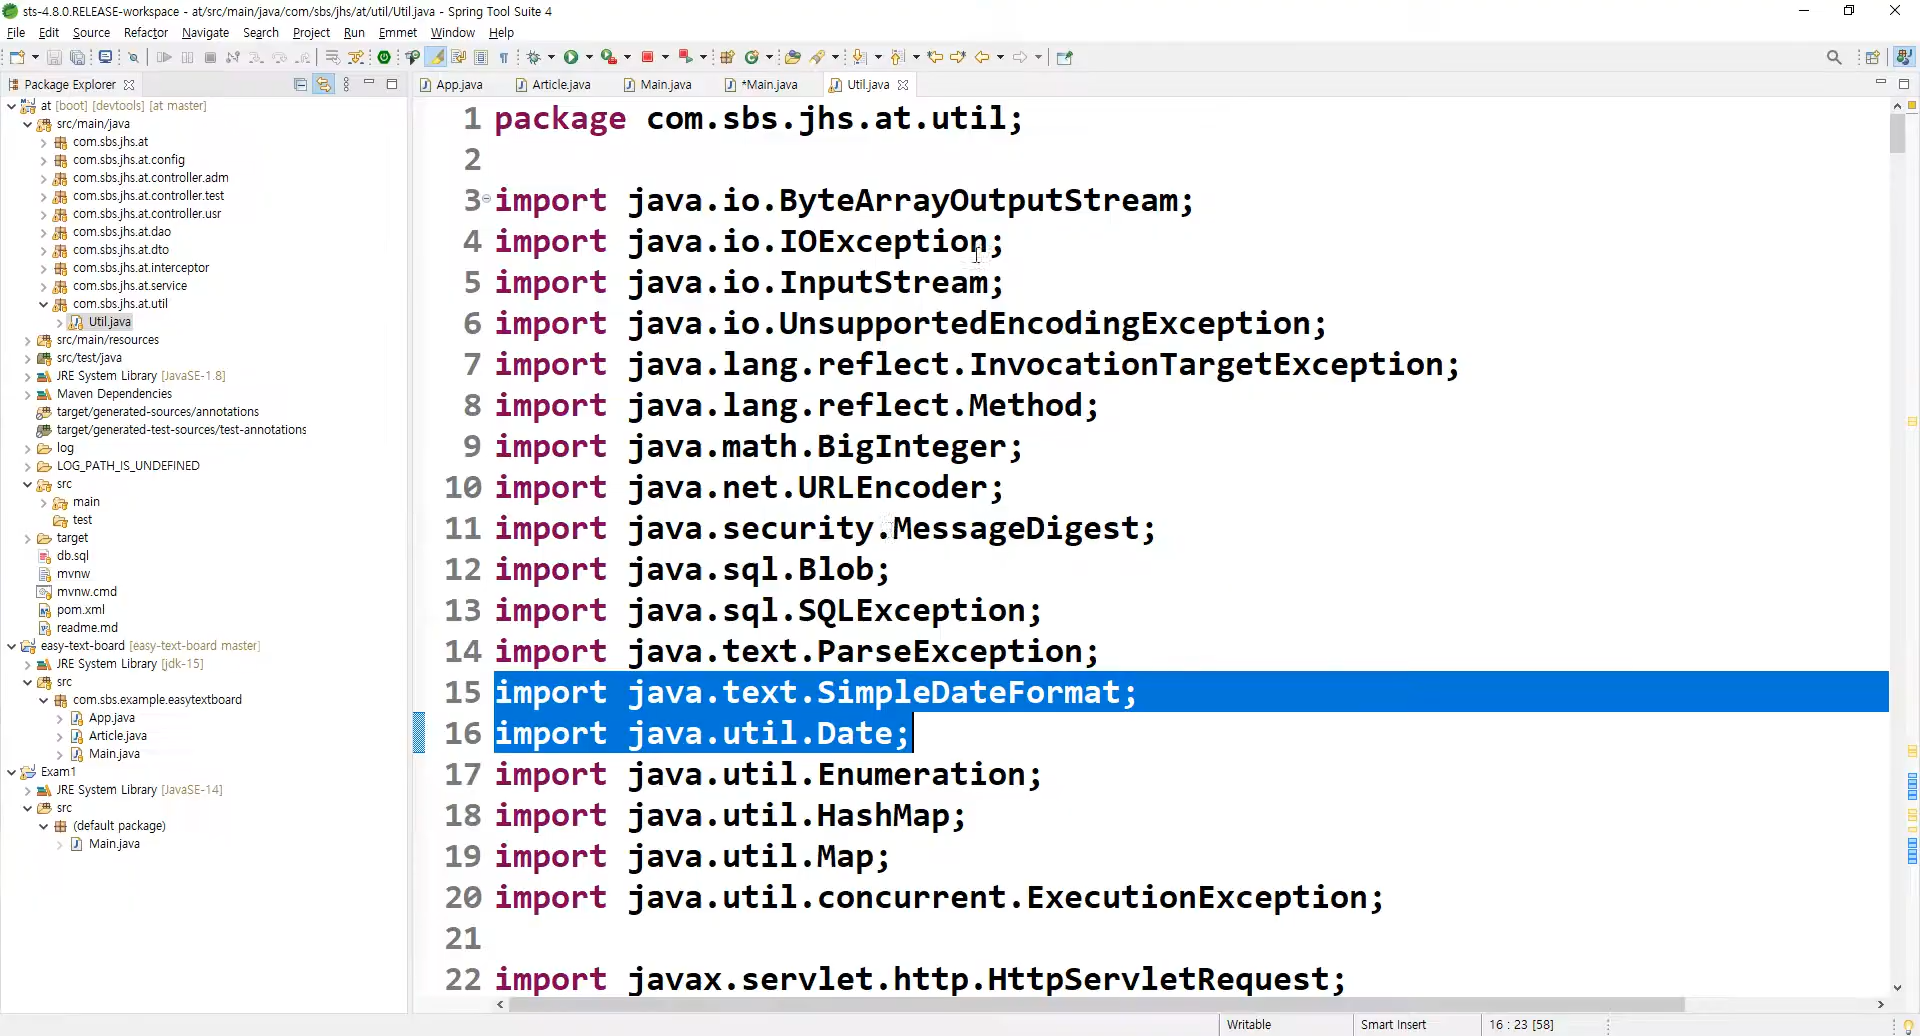 sts-4.8.0.RELEASE-workspace - at/src/main/java/com/sbs/jhs/at/util/Util.java - Spring Tool Suite 4
File Edit Source Refactor Navigate Search Project Run Emmet Window Help
Package Explorer
App.java Article.java Main.java *Main.java Util.java
at [boot] [devtools] [at master]
src/main/java
com.sbs.jhs.at
com.sbs.jhs.at.config
com.sbs.jhs.at.controller.adm
com.sbs.jhs.at.controller.test
com.sbs.jhs.at.controller.usr
com.sbs.jhs.at.dao
com.sbs.jhs.at.dto
com.sbs.jhs.at.interceptor
com.sbs.jhs.at.service
com.sbs.jhs.at.util
Util.java
src/main/resources
src/test/java
JRE System Library [JavaSE-1.8]
Maven Dependencies
target/generated-sources/annotations
target/generated-test-sources/test-annotations
log
LOG_PATH_IS_UNDEFINED
src
main
test
target
db.sql
mvnw
mvnw.cmd
pom.xml
readme.md
easy-text-board [easy-text-board master]
JRE System Library [jdk-15]
src
com.sbs.example.easytextboard
App.java
Article.java
Main.java
Exam1
JRE System Library [JavaSE-14]
src
(default package)
Main.java
1 package com.sbs.jhs.at.util;
2
3 import java.io.ByteArrayOutputStream;
4 import java.io.IOException;
5 import java.io.InputStream;
6 import java.io.UnsupportedEncodingException;
7 import java.lang.reflect.InvocationTargetException;
8 import java.lang.reflect.Method;
9 import java.math.BigInteger;
10 import java.net.URLEncoder;
11 import java.security.MessageDigest;
12 import java.sql.Blob;
13 import java.sql.SQLException;
14 import java.text.ParseException;
15 import java.text.SimpleDateFormat;
16 import java.util.Date;
17 import java.util.Enumeration;
18 import java.util.HashMap;
19 import java.util.Map;
20 import java.util.concurrent.ExecutionException;
21
22 import javax.servlet.http.HttpServletRequest;
Writable Smart Insert 16 : 23 [58]